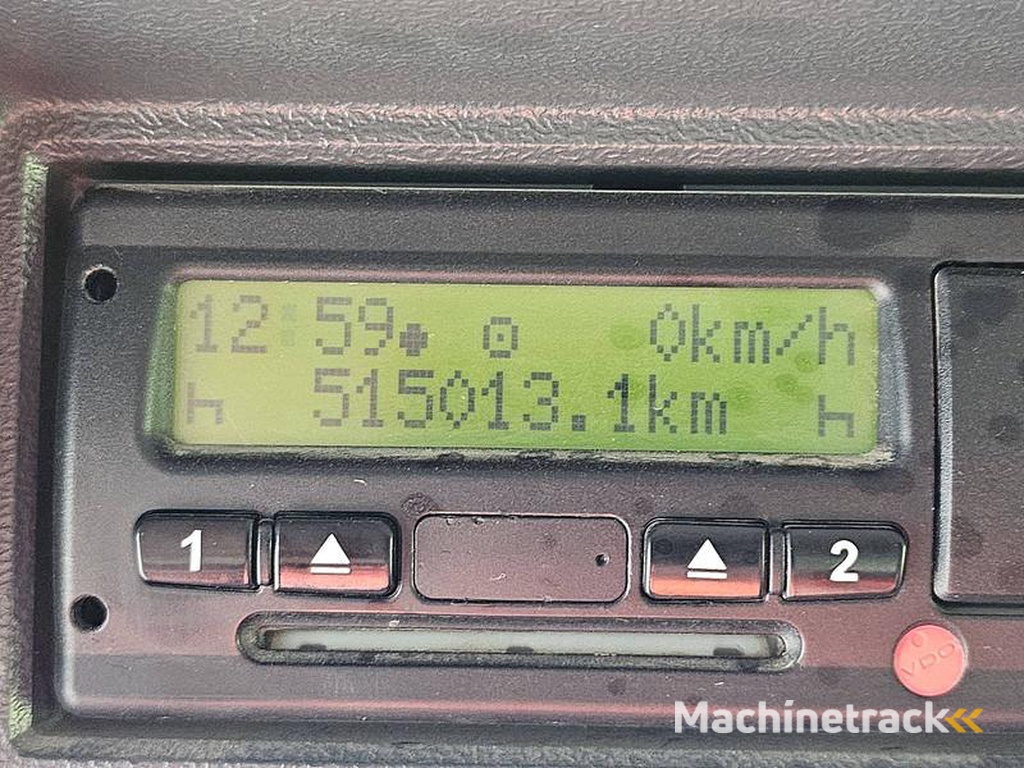 12:59 0km/h
515013.1km
1 2
VDO
Machinetrack